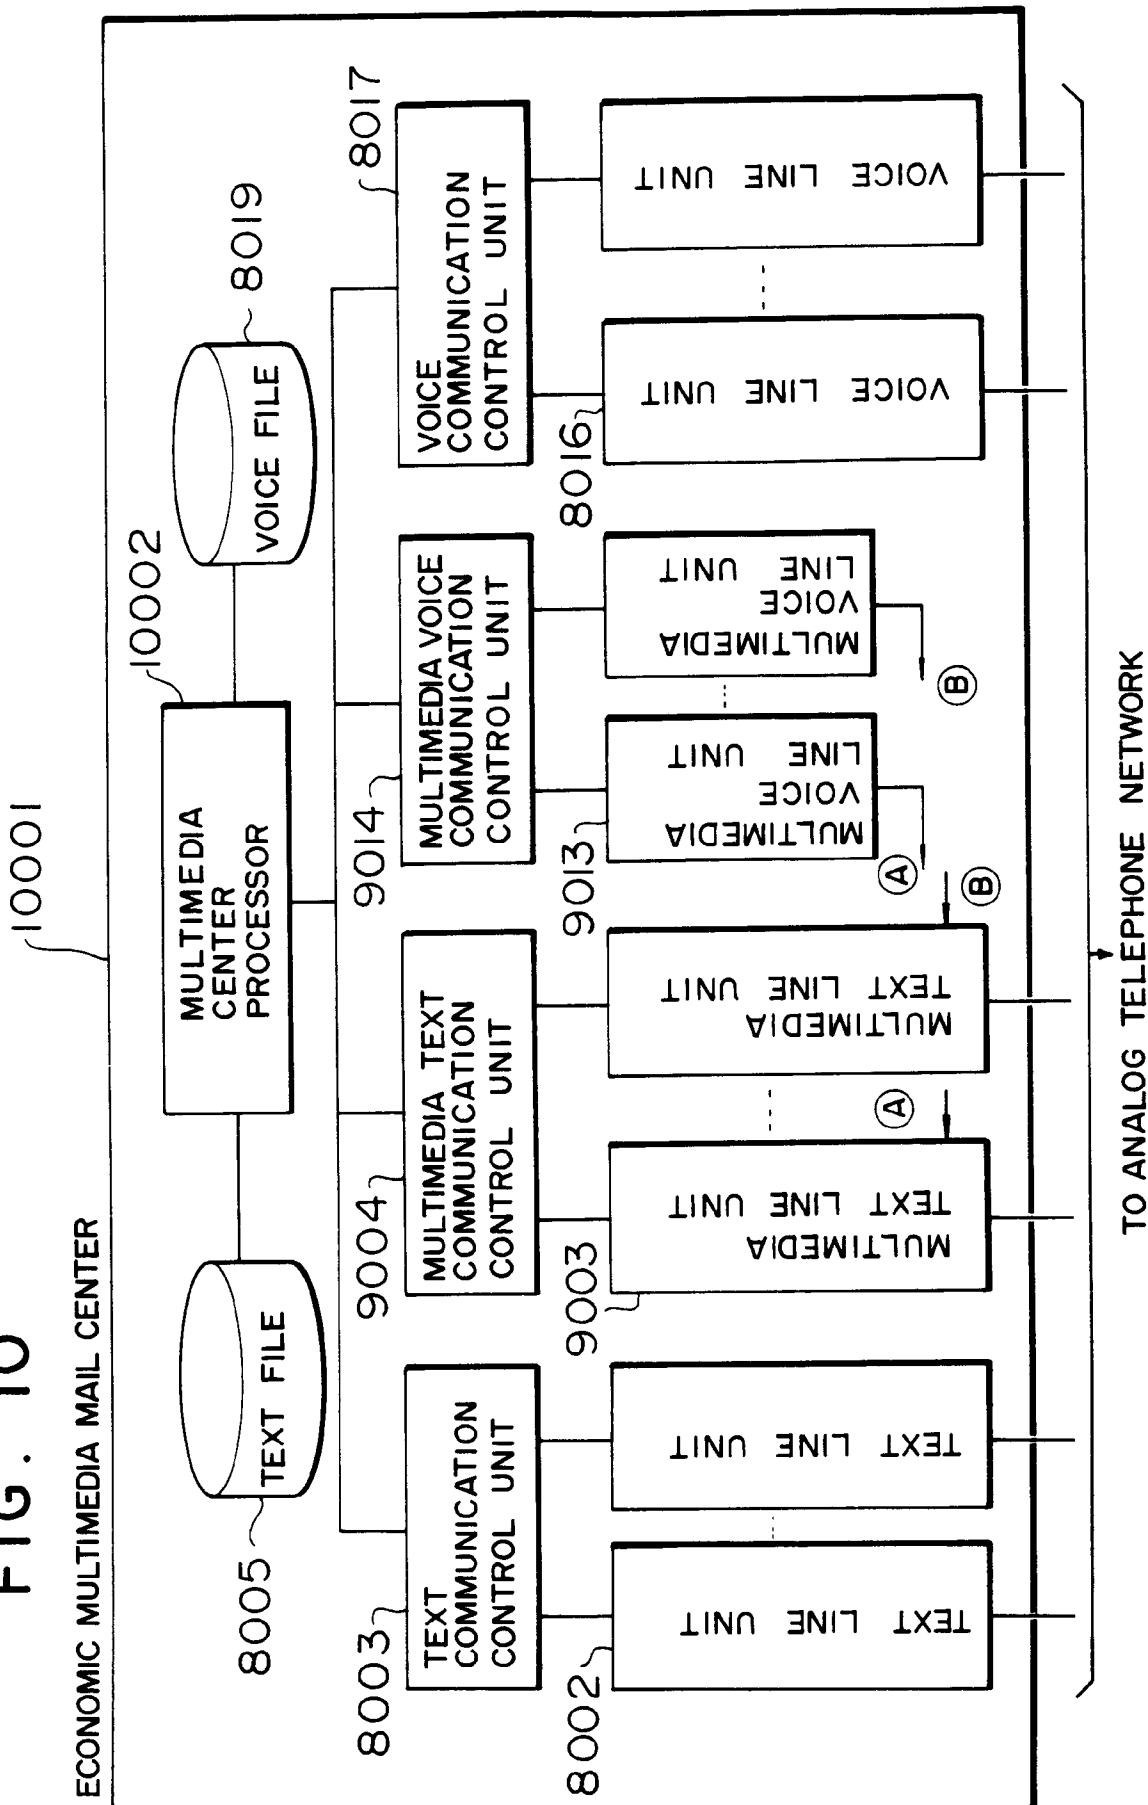 FIG. 10
ECONOMIC MULTIMEDIA MAIL CENTER
10001
8005
TEXT FILE
10002
MULTIMEDIA
CENTER
PROCESSOR
8019
VOICE FILE
8003
TEXT
COMMUNICATION
CONTROL UNIT
9004
MULTIMEDIA TEXT
COMMUNICATION
CONTROL UNIT
9014
MULTIMEDIA VOICE
COMMUNICATION
CONTROL UNIT
8017
VOICE
COMMUNICATION
CONTROL UNIT
8002
TEXT LINE UNIT
TEXT LINE UNIT
9003
MULTIMEDIA
TEXT LINE UNIT
A
MULTIMEDIA
TEXT LINE UNIT
B
9013
MULTIMEDIA
VOICE
LINE UNIT
A
MULTIMEDIA
VOICE
LINE UNIT
B
8016
VOICE LINE UNIT
VOICE LINE UNIT
TO ANALOG TELEPHONE NETWORK